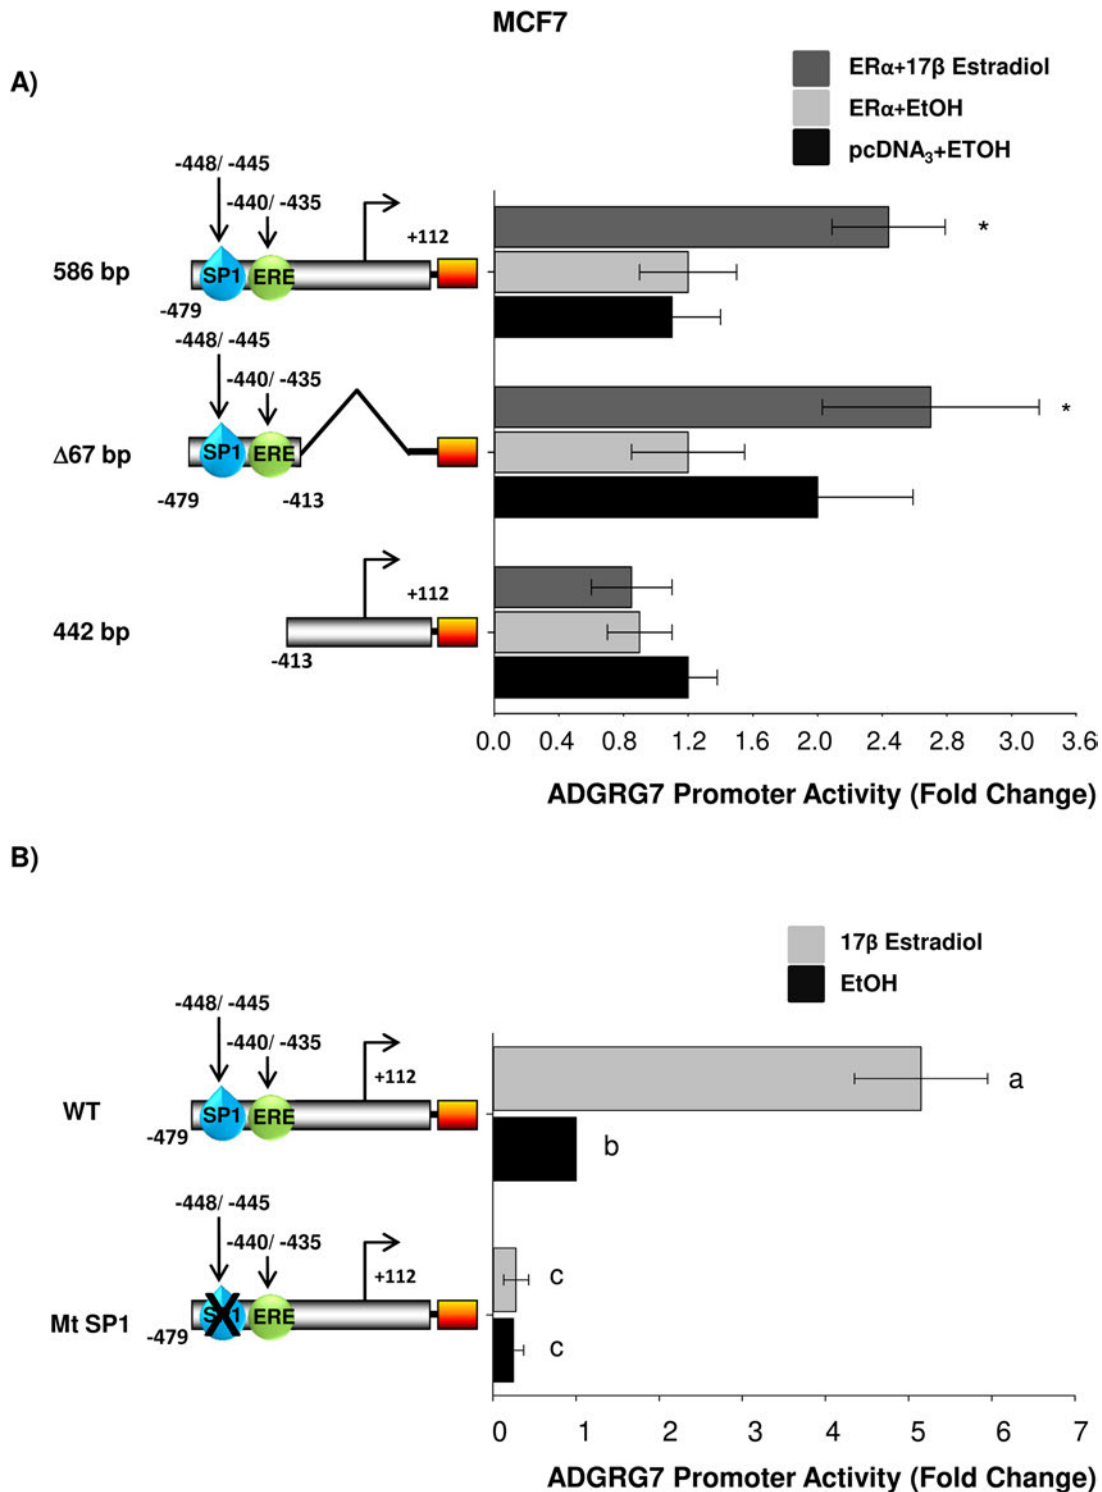 MCF7
A)
ERα+17β Estradiol
ERα+EtOH
pcDNA3+ETOH
-448/ -445
-440/ -435
+112
586 bp
SP1
ERE
-479
*
-448/ -445
-440/ -435
Δ67 bp
SP1
ERE
-479
-413
*
+112
442 bp
-413
0.0 0.4 0.8 1.2 1.6 2.0 2.4 2.8 3.0 3.6
ADGRG7 Promoter Activity (Fold Change)
B)
17β Estradiol
EtOH
-448/ -445
-440/ -435
+112
WT
SP1
ERE
-479
a
b
-448/ -445
-440/ -435
+112
Mt SP1
SP1
ERE
-479
c
c
0 1 2 3 4 5 6 7
ADGRG7 Promoter Activity (Fold Change)